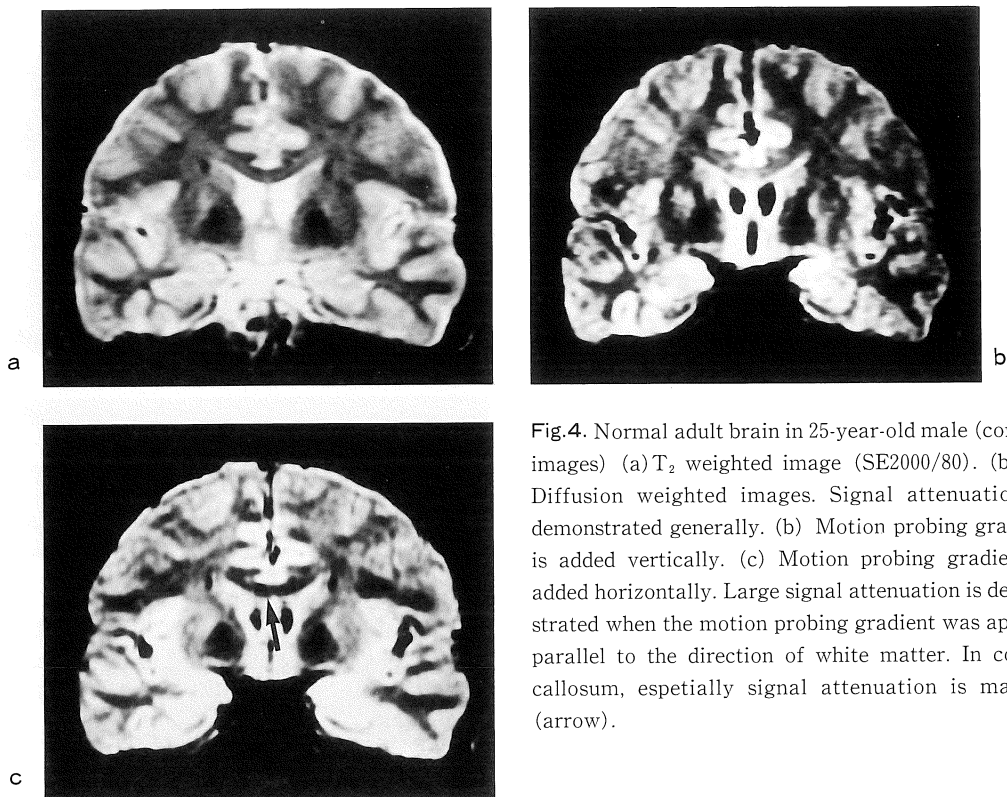 a
b
Fig.4. Normal adult brain in 25-year-old male (cor
images) (a) T₂ weighted image (SE2000/80). (b
Diffusion weighted images. Signal attenuatio
demonstrated generally. (b) Motion probing gra
is added vertically. (c) Motion probing gradie
added horizontally. Large signal attenuation is de
strated when the motion probing gradient was ap
parallel to the direction of white matter. In co
callosum, espetially signal attenuation is ma
(arrow).
c